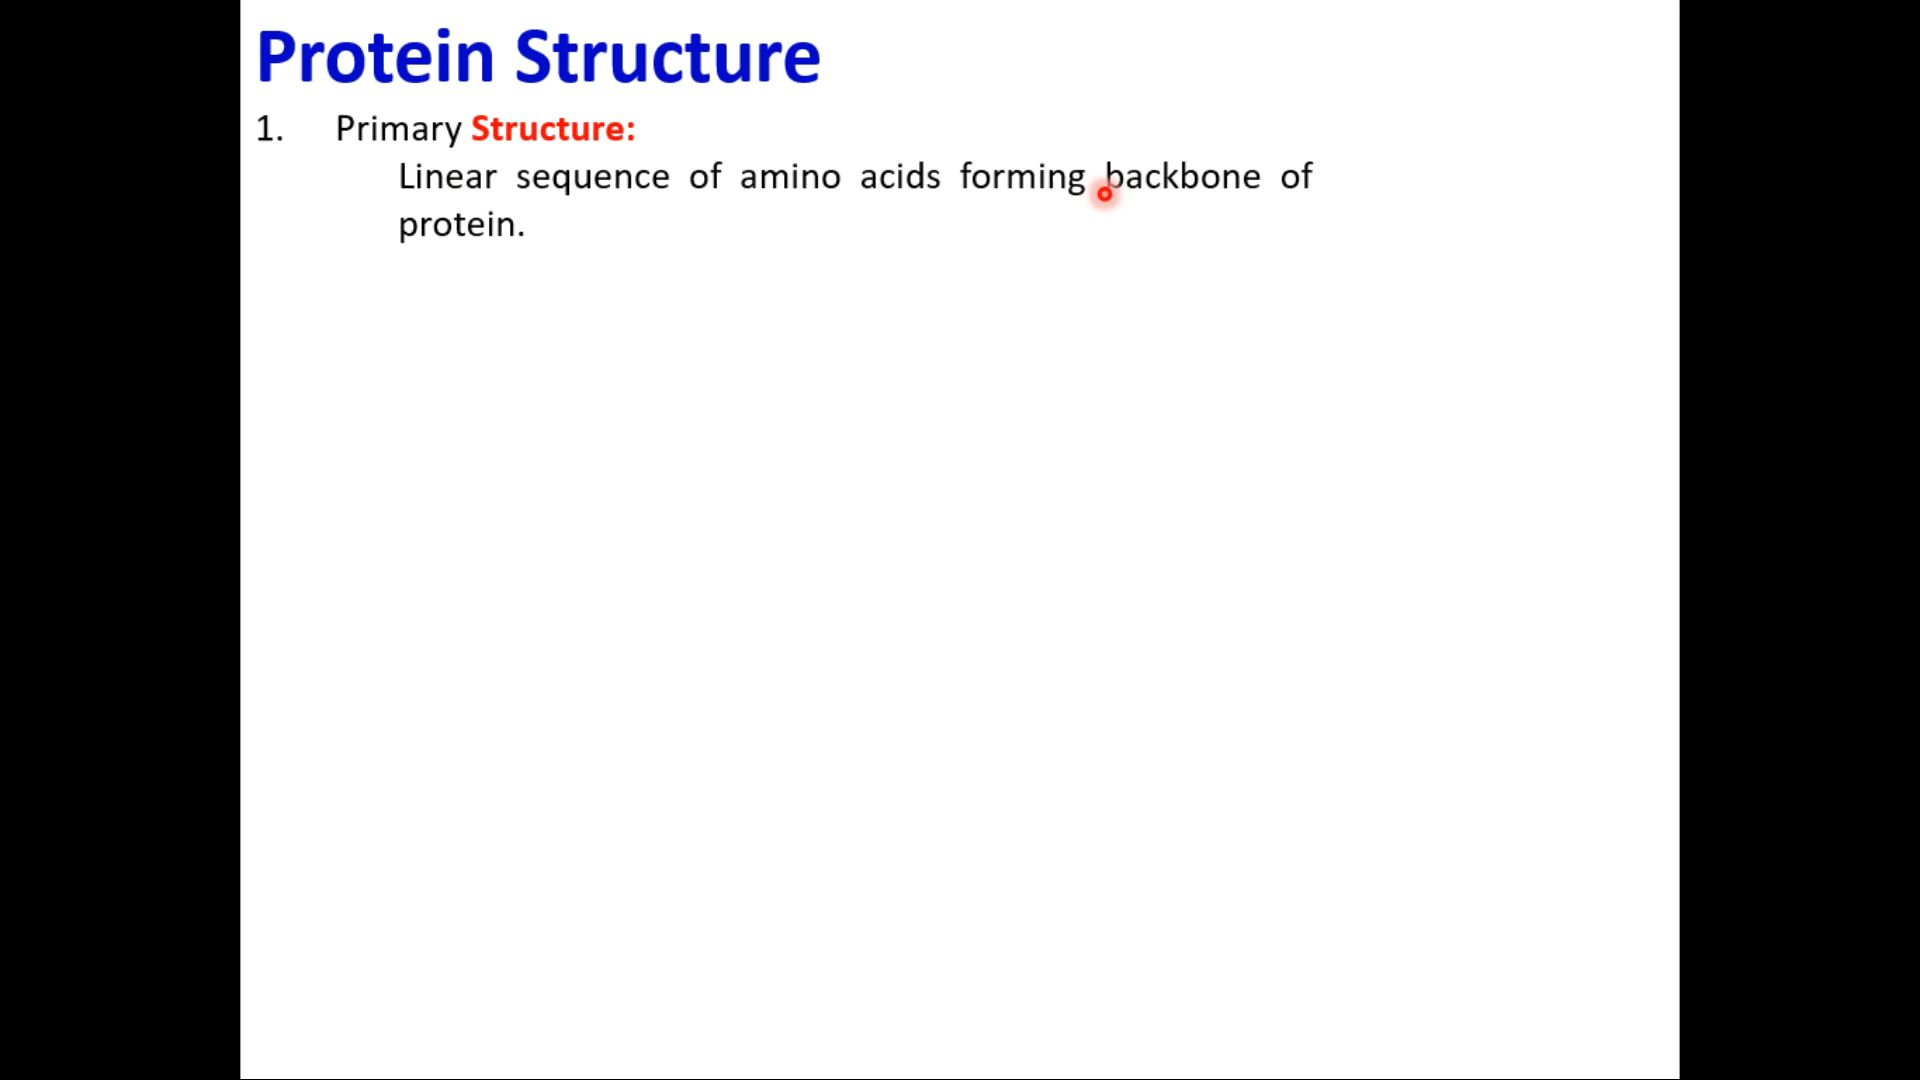 Protein Structure
1. Primary Structure:
Linear sequence of amino acids forming backbone of
protein.